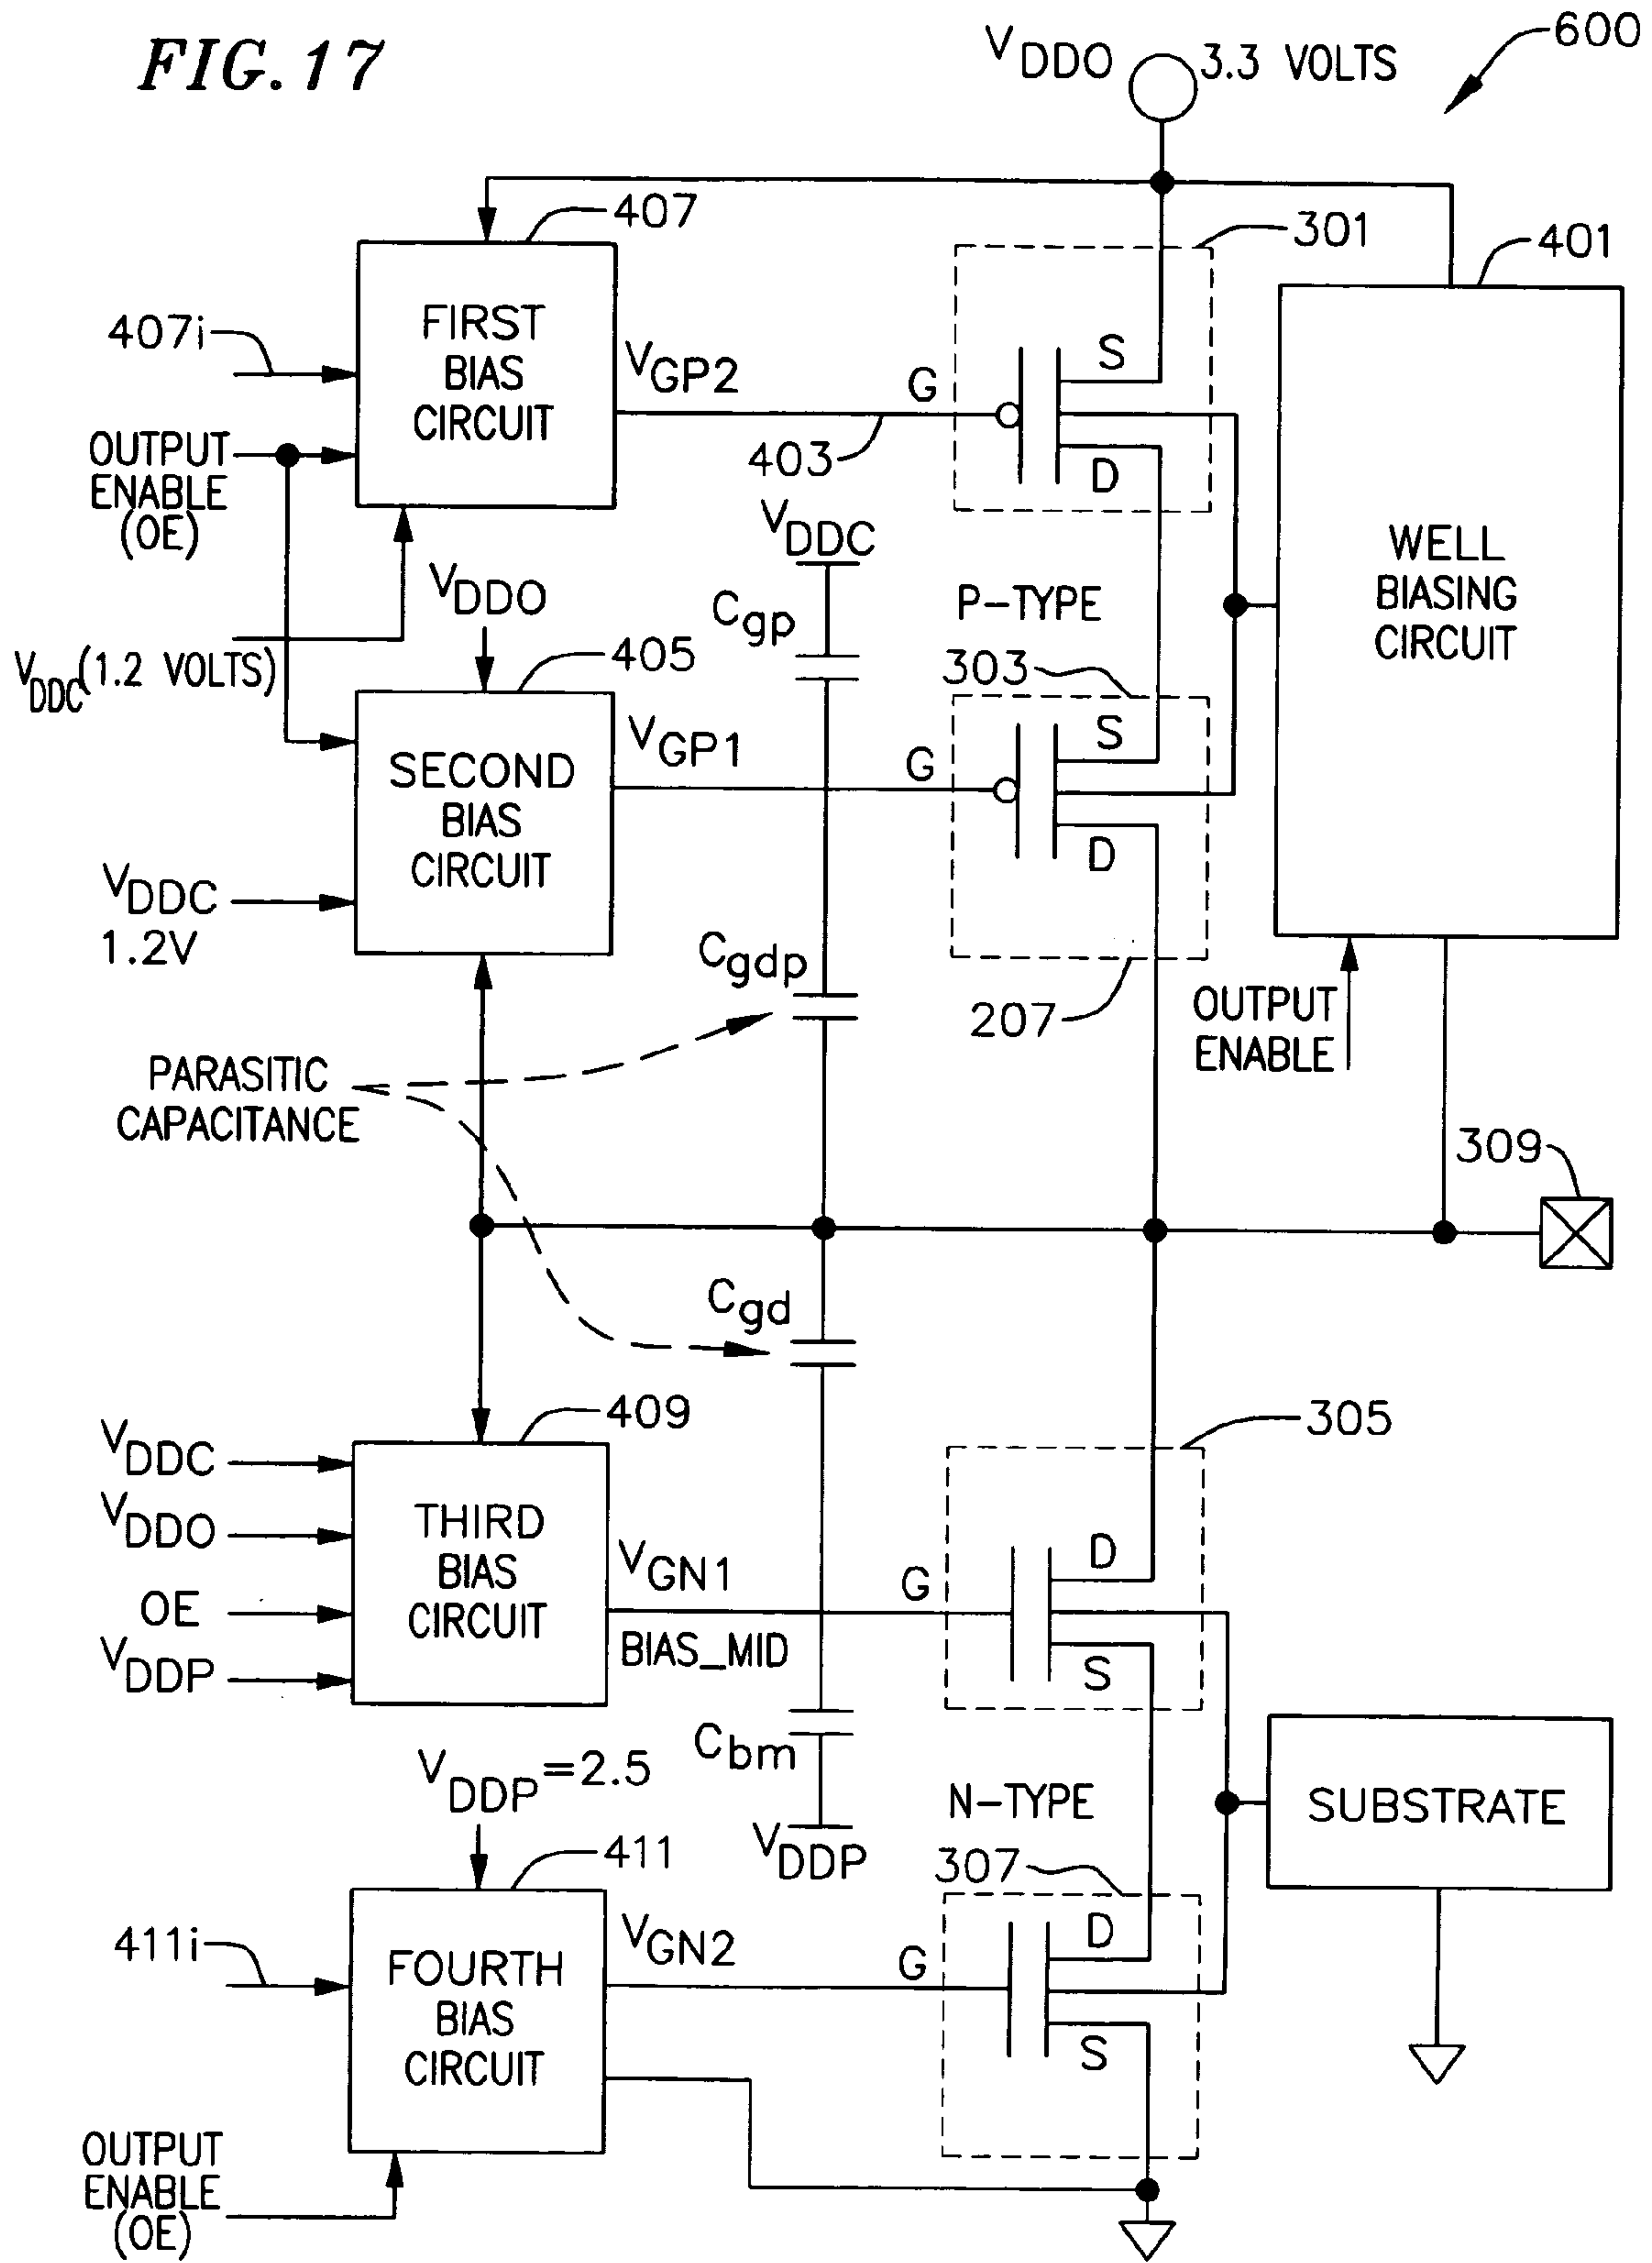 FIG. 17
VDDO 3.3 VOLTS
600
407
301
401
407i
FIRST
BIAS
CIRCUIT
VGP2
G
S
D
403
OUTPUT
ENABLE
(OE)
VDDC
WELL
BIASING
CIRCUIT
VDDO
Cgp
P-TYPE
VDDC(1.2 VOLTS)
405
303
SECOND
BIAS
CIRCUIT
VGP1
G
S
D
VDDC
1.2V
Cgdp
207
OUTPUT
ENABLE
PARASITIC
CAPACITANCE
309
Cgd
409
305
VDDC
VDDO
OE
VDDP
THIRD
BIAS
CIRCUIT
VGN1
BIAS_MID
G
D
S
Cbm
VDDP=2.5
VDDP
N-TYPE
SUBSTRATE
411
307
411i
FOURTH
BIAS
CIRCUIT
VGN2
G
D
S
OUTPUT
ENABLE
(OE)